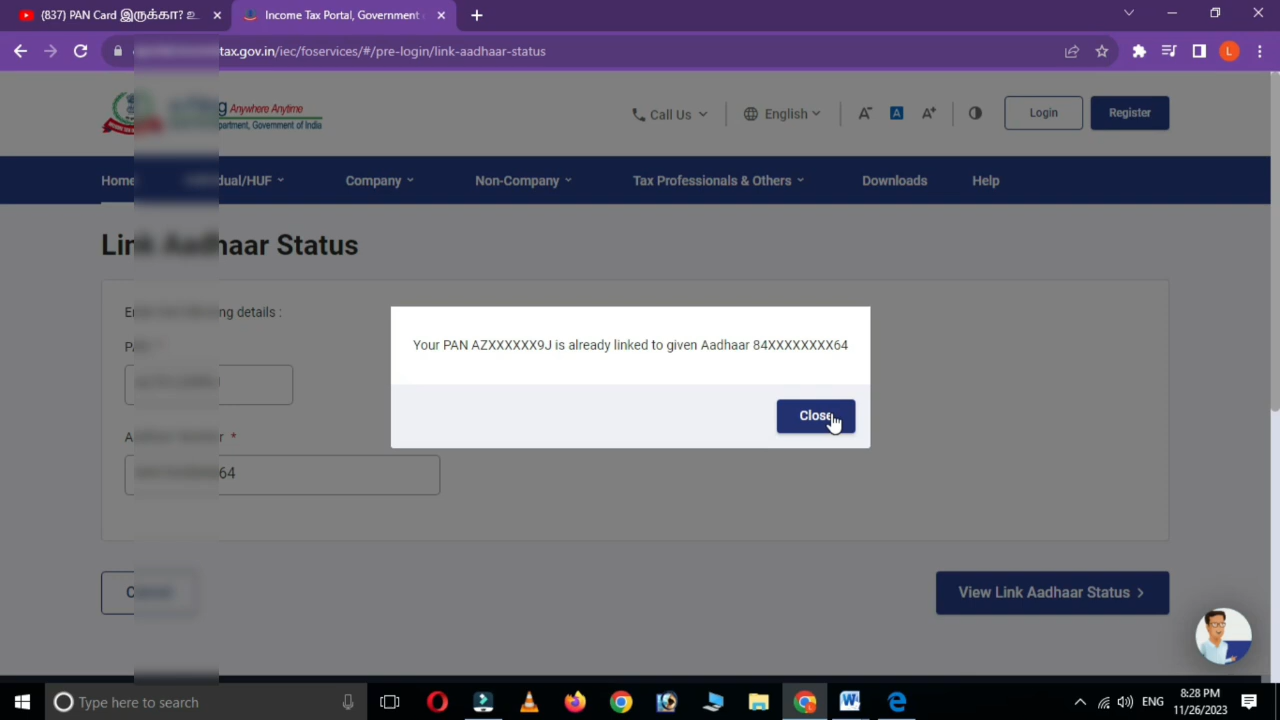 (837) PAN Card இருக்கா? உ
Income Tax Portal, Government
tax.gov.in/iec/foservices/#/pre-login/link-aadhaar-status
Anywhere Anytime
Government of India
Call Us
English
A-
A
A+
Login
Register
Home
Company
Non-Company
Tax Professionals & Others
Downloads
Help
Link Aadhaar Status
details :
Your PAN AZXXXXXX9J is already linked to given Aadhaar 84XXXXXXXX64
Close
*
64
View Link Aadhaar Status
Type here to search
ENG
8:28 PM
11/26/2023